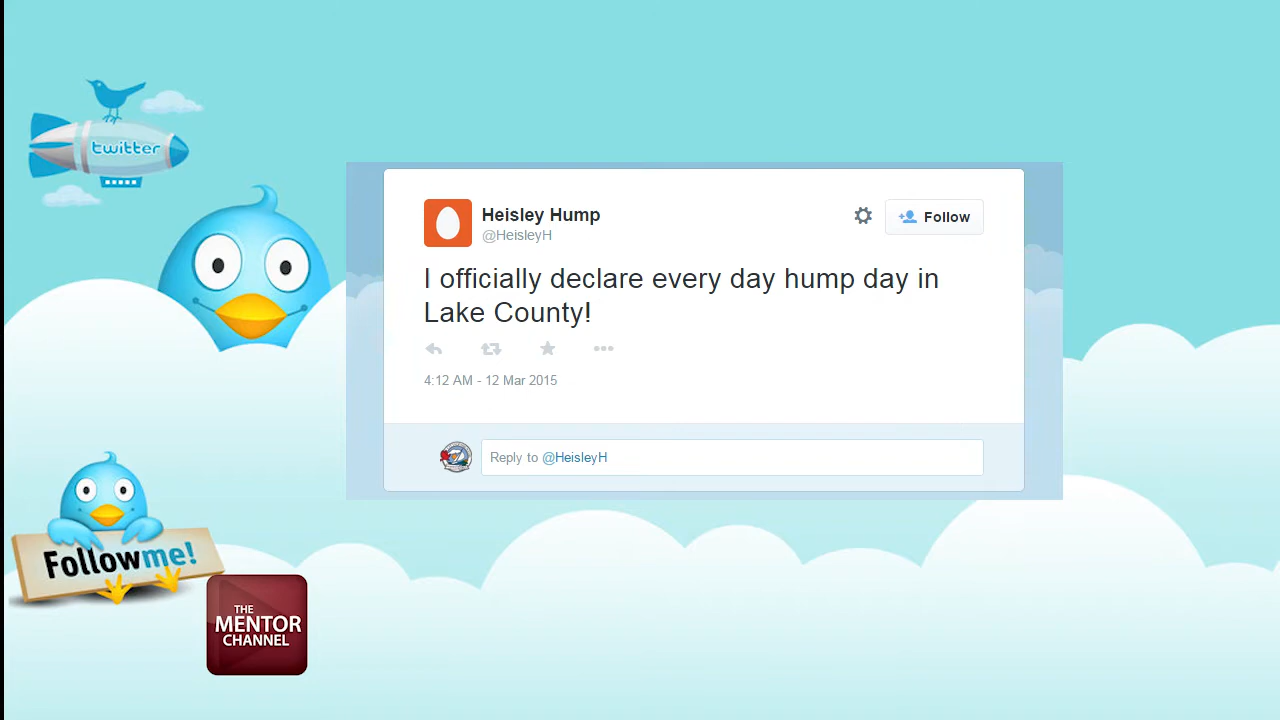 twitter
Heisley Hump
@HeisleyH
Follow
I officially declare every day hump day in
Lake County!
4:12 AM - 12 Mar 2015
Reply to @HeisleyH
Followme!
THE
MENTOR
CHANNEL